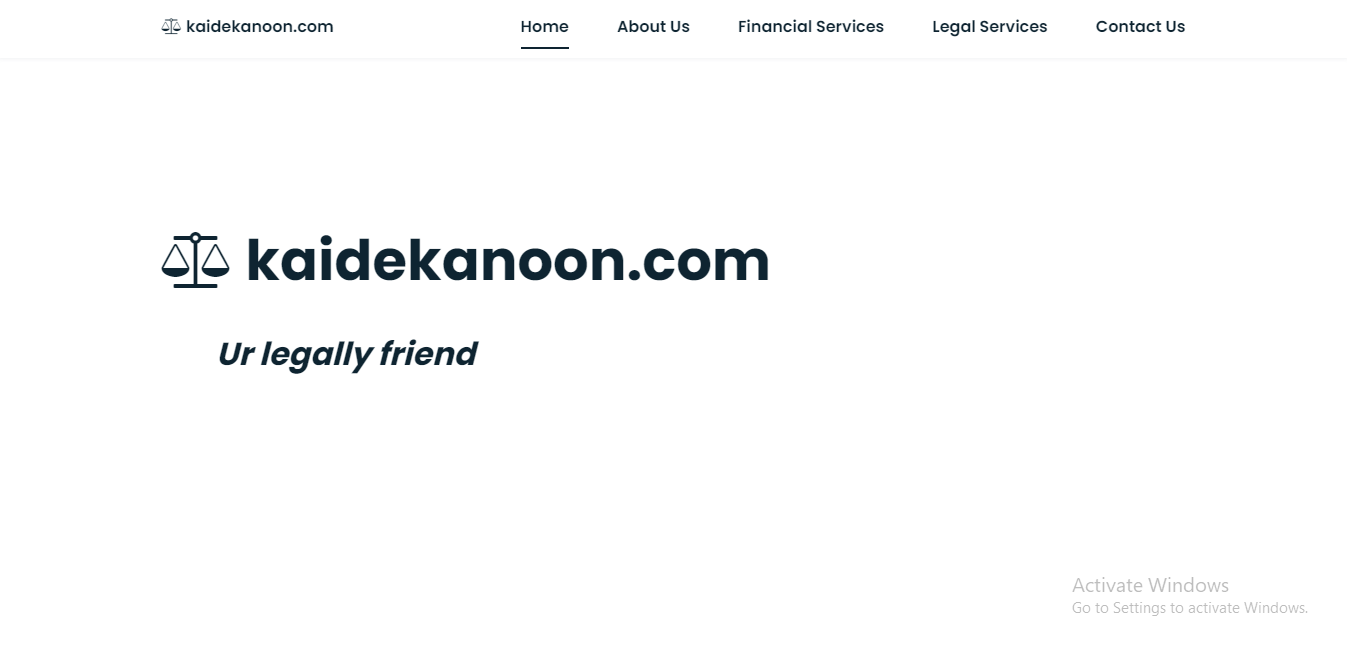 kaidekanoon.com Home About Us Financial Services Legal Services Contact Us
kaidekanoon.com
Ur legally friend
Activate Windows
Go to Settings to activate Windows.